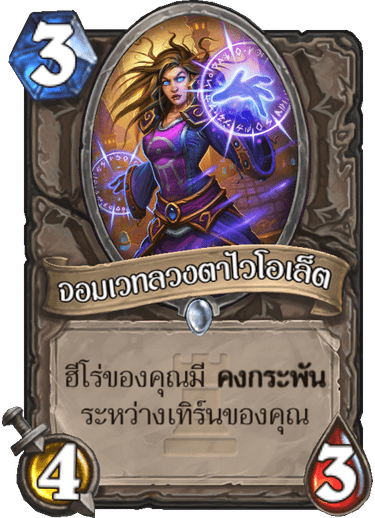 3
จอมเวทลวงตาไวโอเล็ต
ฮีโร่ของคุณมี คงกระพัน
ระหว่างเทิร์นของคุณ
4
3